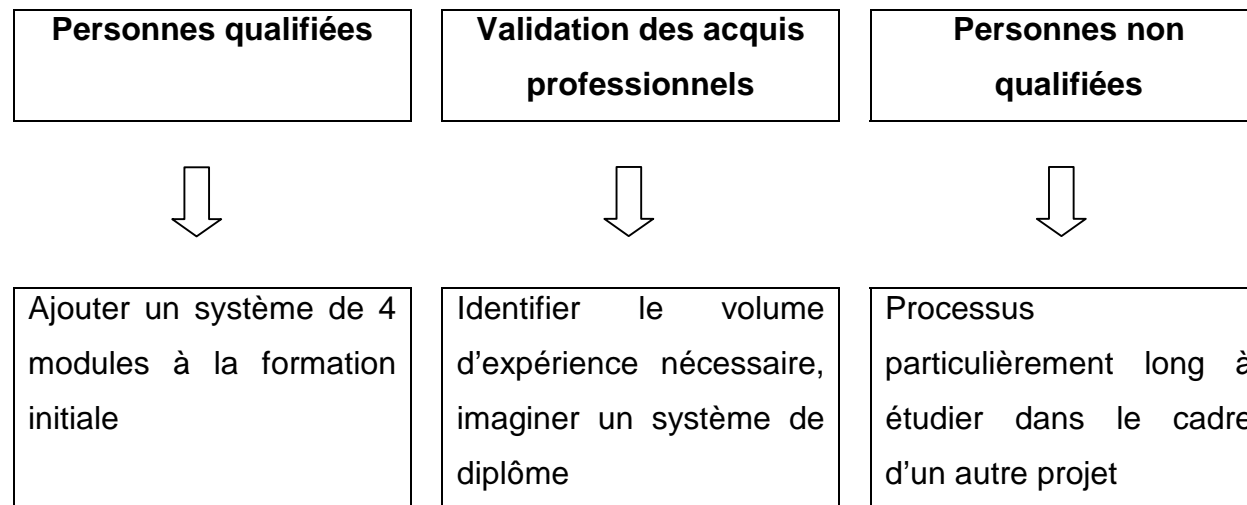 Personnes qualifiées
Validation des acquis
professionnels
Personnes non
qualifiées
Ajouter un système de 4
modules à la formation
initiale
Identifier le volume
d’expérience nécessaire,
imaginer un système de
diplôme
Processus
particulièrement long à
étudier dans le cadre
d’un autre projet